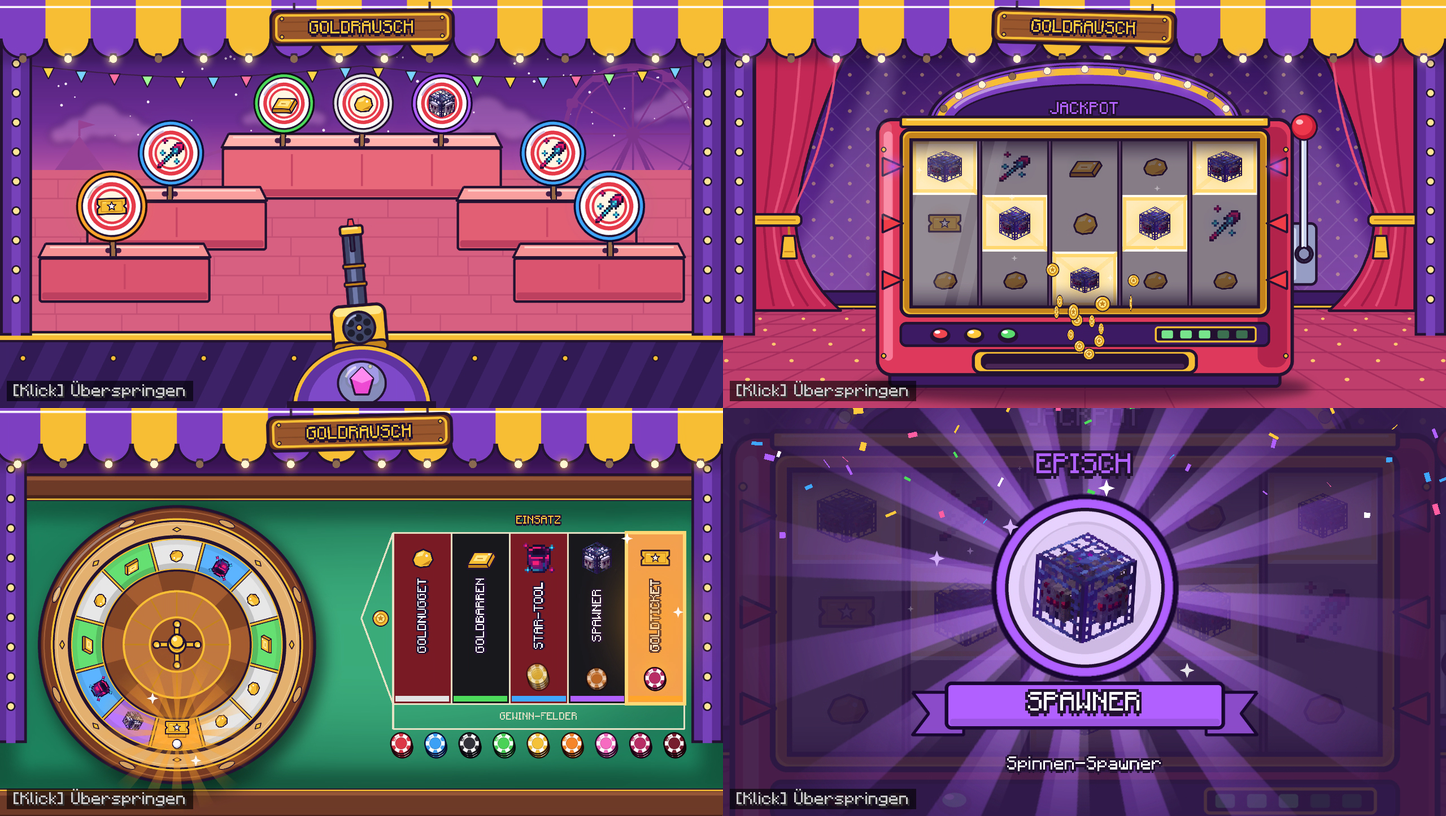 GOLDRAUSCH
[Klick] Überspringen
GOLDRAUSCH
JACKPOT
[Klick] Überspringen
GOLDRAUSCH
EINSATZ
GOLDNUGGET
GOLDBARREN
STAR-TOOL
SPAWNER
GOLDTICKET
GEWINN-FELDER
[Klick] Überspringen
JACKPOT
EPISCH
SPAWNER
Spinnen-Spawner
[Klick] Überspringen